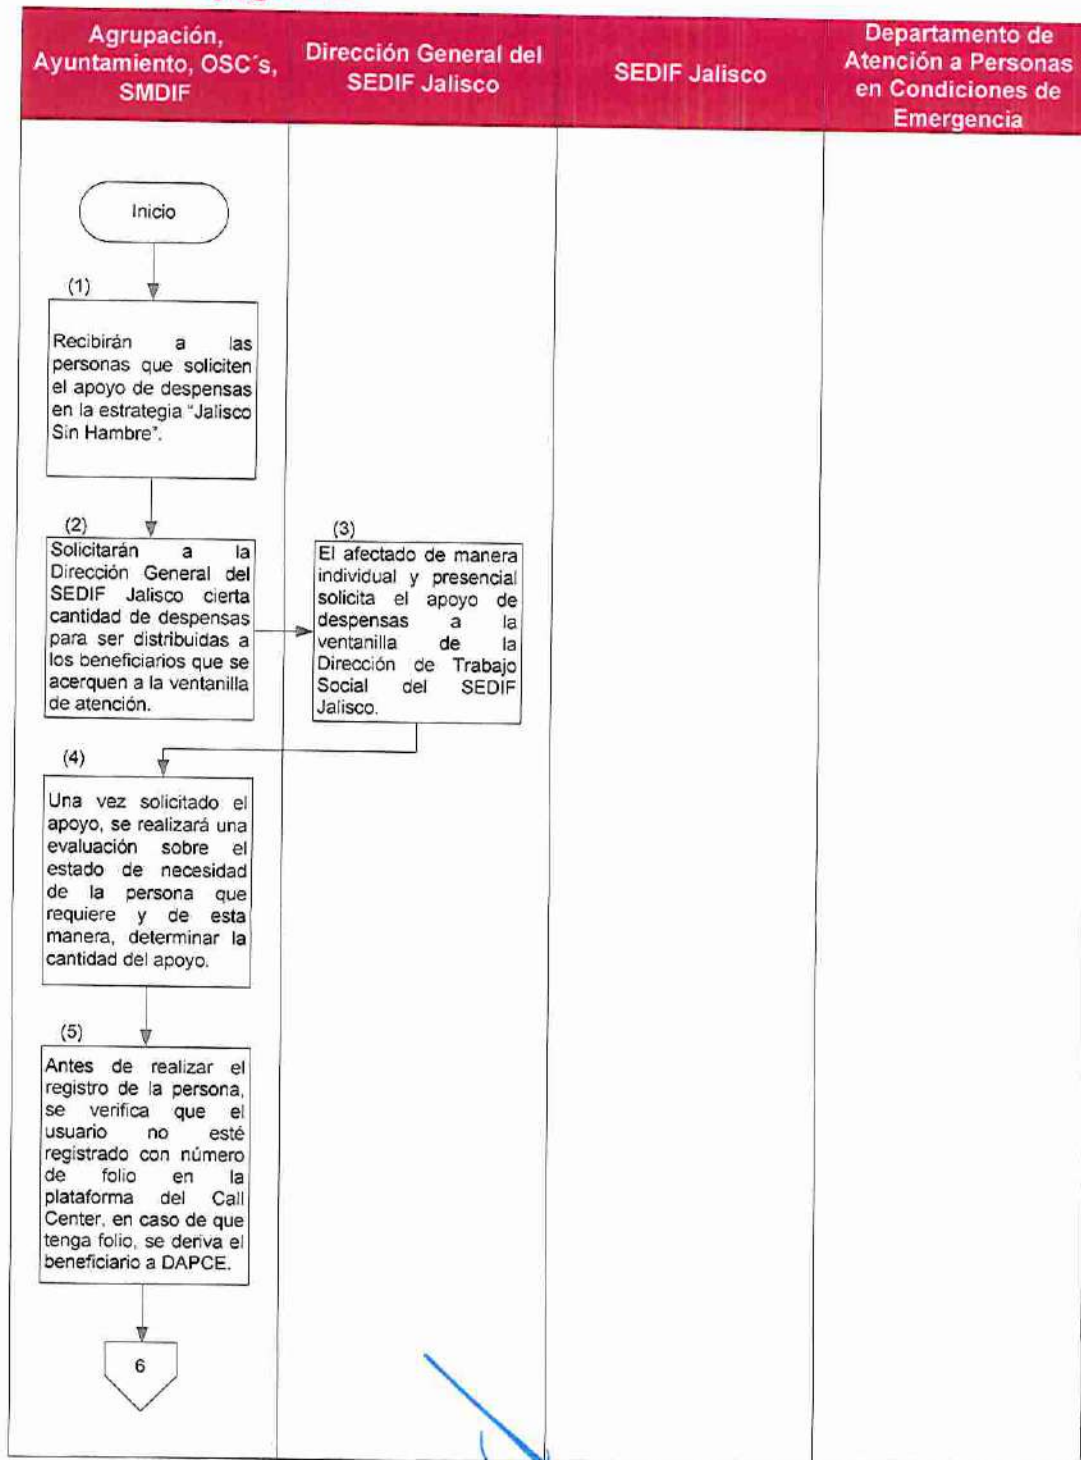 Agrupación,
Ayuntamiento, OSC´s,
SMDIF
Dirección General del
SEDIF Jalisco
SEDIF Jalisco
Departamento de
Atención a Personas
en Condiciones de
Emergencia
Inicio
(1)
Recibirán a las
personas que soliciten
el apoyo de despensas
en la estrategia "Jalisco
Sin Hambre".
(2)
Solicitarán a la
Dirección General del
SEDIF Jalisco cierta
cantidad de despensas
para ser distribuidas a
los beneficiarios que se
acerquen a la ventanilla
de atención.
(3)
El afectado de manera
individual y presencial
solicita el apoyo de
despensas a la
ventanilla de la
Dirección de Trabajo
Social del SEDIF
Jalisco.
(4)
Una vez solicitado el
apoyo, se realizará una
evaluación sobre el
estado de necesidad
de la persona que
requiere y de esta
manera, determinar la
cantidad del apoyo.
(5)
Antes de realizar el
registro de la persona,
se verifica que el
usuario no esté
registrado con número
de folio en la
plataforma del Call
Center, en caso de que
tenga folio, se deriva el
beneficiario a DAPCE.
6